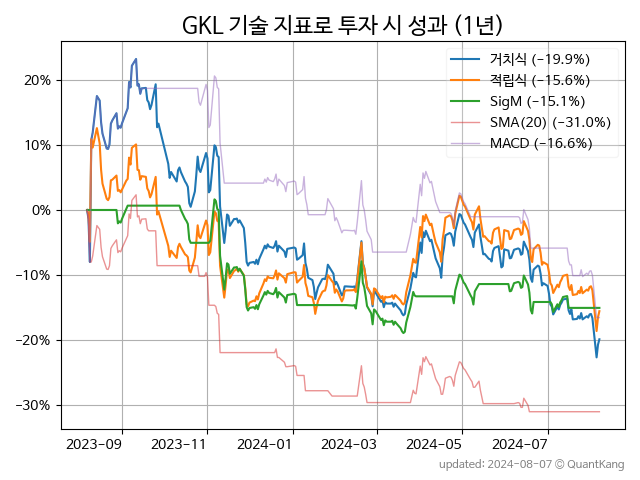 GKL 기술 지표로 투자 시 성과 (1년)
거치식 (−19.9%)
적립식 (−15.6%)
SigM (−15.1%)
SMA(20) (−31.0%)
MACD (−16.6%)
20%
10%
0%
−10%
−20%
−30%
2023-09 2023-11 2024-01 2024-03 2024-05 2024-07
updated: 2024-08-07 © QuantKang